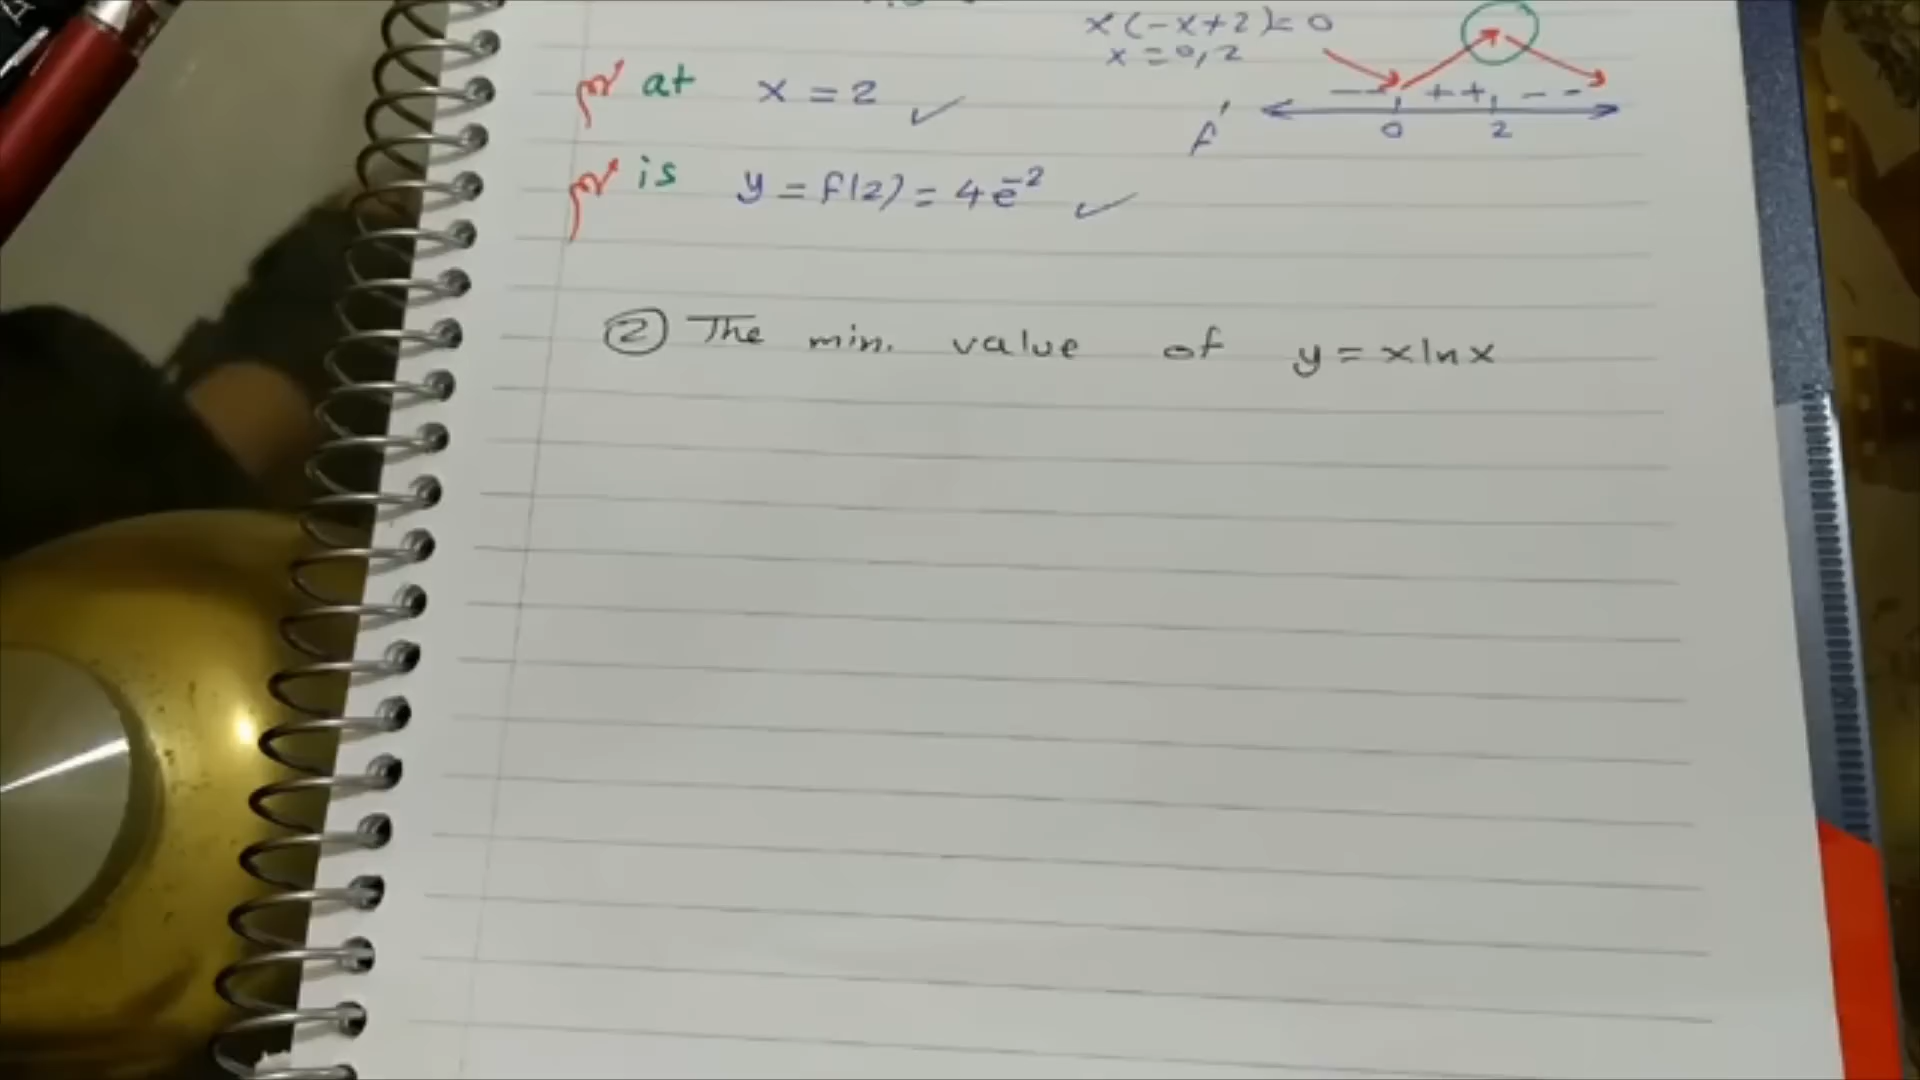 x(-x+2)=0
x=0,2
at x = 2 ✓
-- ++ --
f' 0 2
is y = f(2) = 4e⁻² ✓
② The min. value of y = x ln x